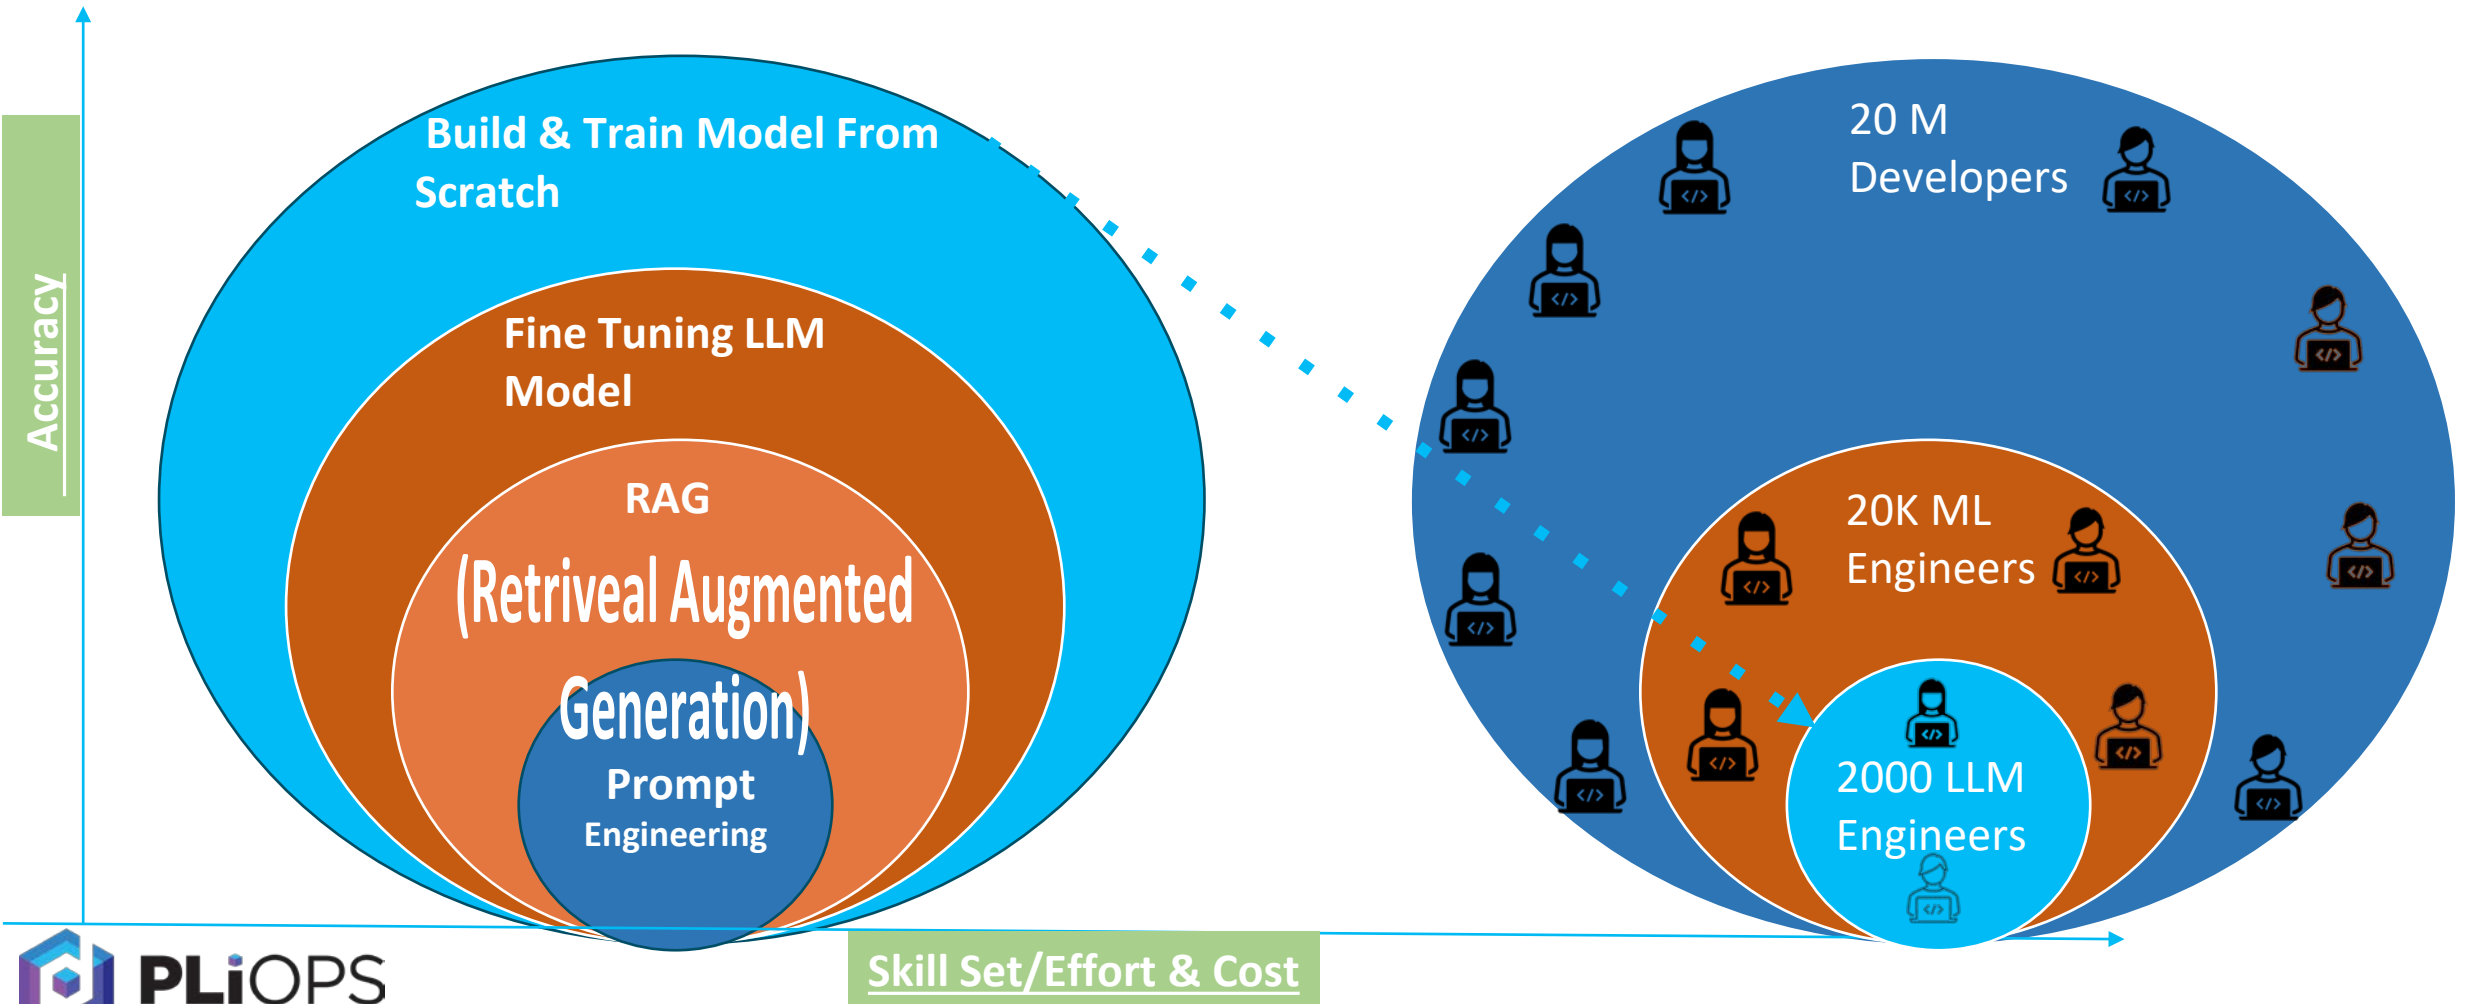 Accuracy
Build & Train Model From
Scratch
Fine Tuning LLM
Model
RAG
(Retriveal Augmented
Generation)
Prompt
Engineering
20 M
Developers
20K ML
Engineers
2000 LLM
Engineers
Skill Set/Effort & Cost
PLiOPS